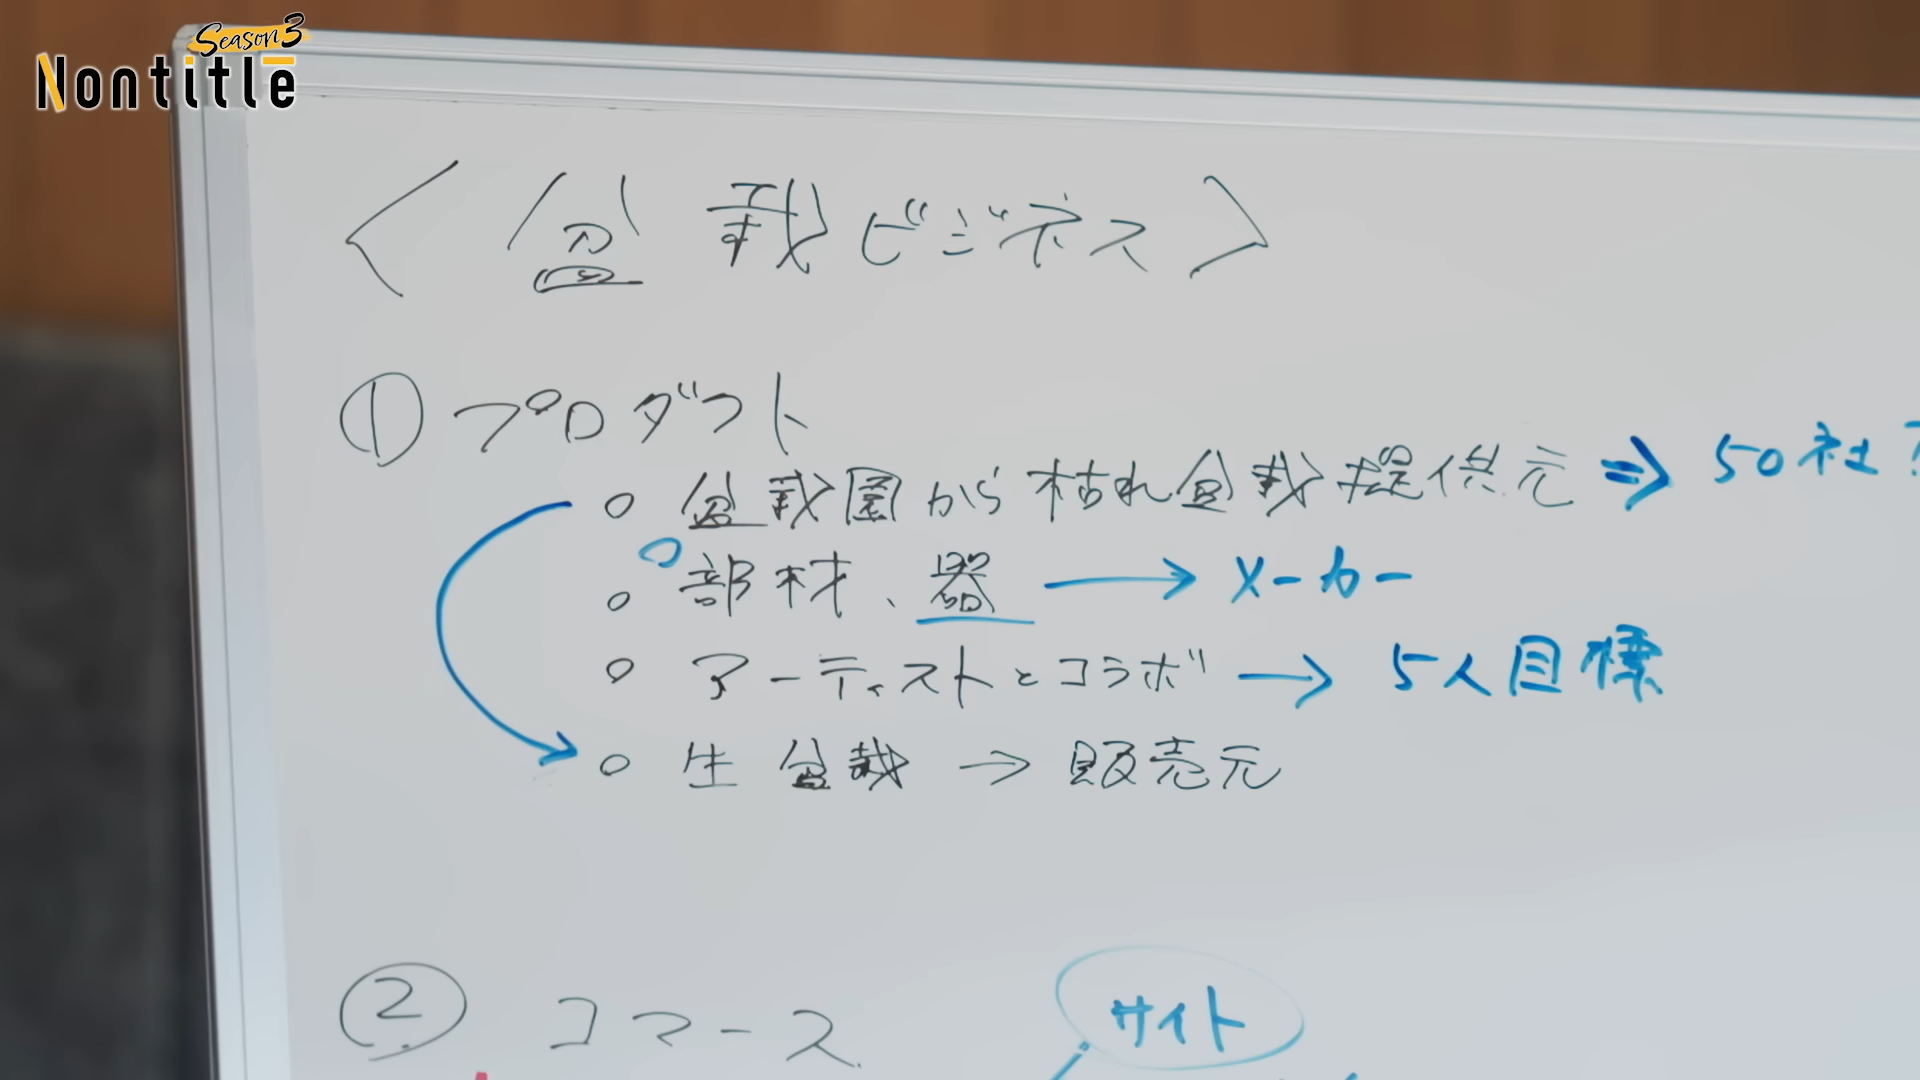 Season3
Nontitle
<盆栽ビジネス>
① プロダクト
○ 盆栽園から枯れ盆栽提供元 ⇒ 50社?
○ 部材、器 → メーカー
○ アーティストとコラボ → 5人目標
○ 生盆栽 → 販売元
② コマース
サイト